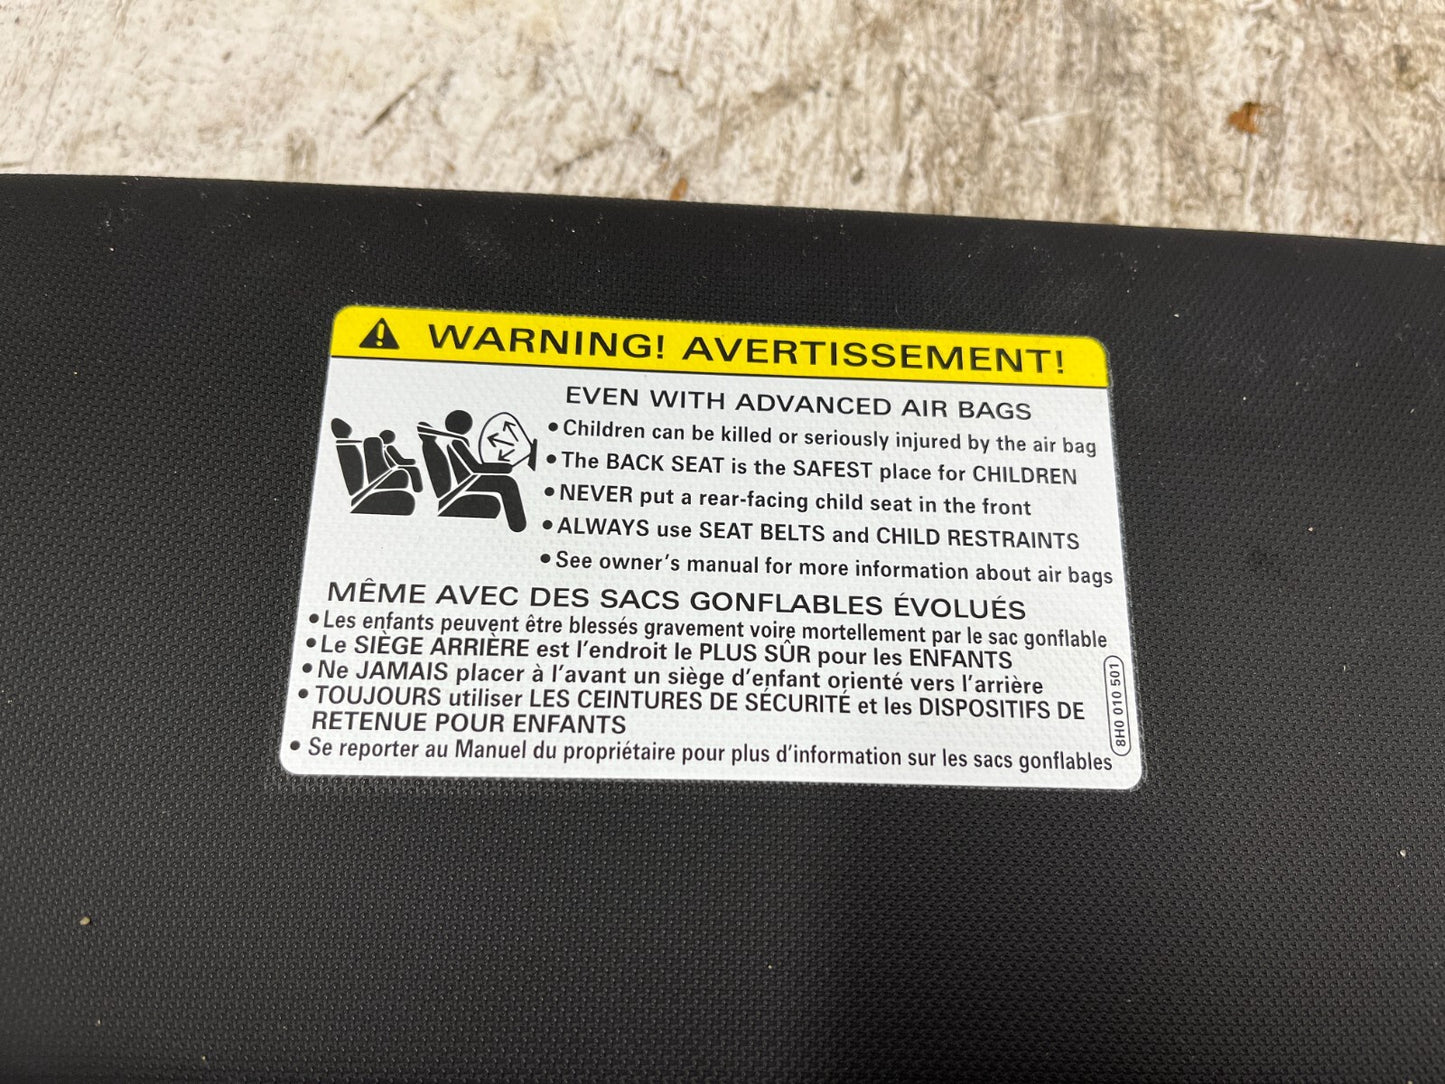 WARNING! AVERTISSEMENT!
EVEN WITH ADVANCED AIR BAGS
•Children can be killed or seriously injured by the air bag
•The BACK SEAT is the SAFEST place for CHILDREN
•NEVER put a rear-facing child seat in the front
•ALWAYS use SEAT BELTS and CHILD RESTRAINTS
•See owner's manual for more information about air bags
MÊME AVEC DES SACS GONFLABLES ÉVOLUÉS
•Les enfants peuvent être blessés gravement voire mortellement par le sac gonflable
•Le SIÈGE ARRIÈRE est l'endroit le PLUS SÛR pour les ENFANTS
•Ne JAMAIS placer à l'avant un siège d'enfant orienté vers l'arrière
•TOUJOURS utiliser LES CEINTURES DE SÉCURITÉ et les DISPOSITIFS DE
RETENUE POUR ENFANTS
• Se reporter au Manuel du propriétaire pour plus d'information sur les sacs gonflables
8H0 010 501